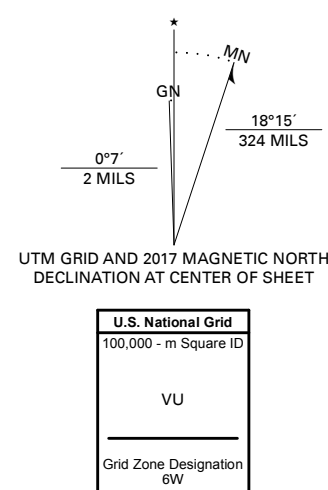 ★
MN
GN
18°15´
324 MILS
0°7´
2 MILS
UTM GRID AND 2017 MAGNETIC NORTH
DECLINATION AT CENTER OF SHEET
U.S. National Grid
100,000 - m Square ID
VU
Grid Zone Designation
6W